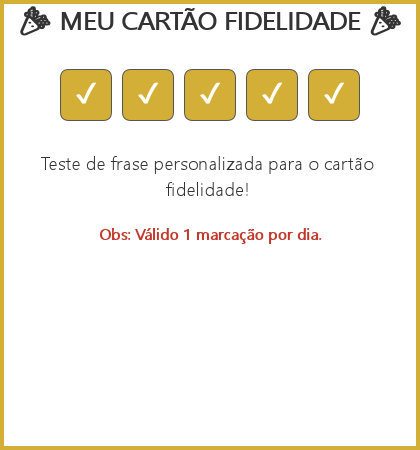 🎉 MEU CARTÃO FIDELIDADE 🎉
✓ ✓ ✓ ✓ ✓
Teste de frase personalizada para o cartão
fidelidade!
Obs: Válido 1 marcação por dia.